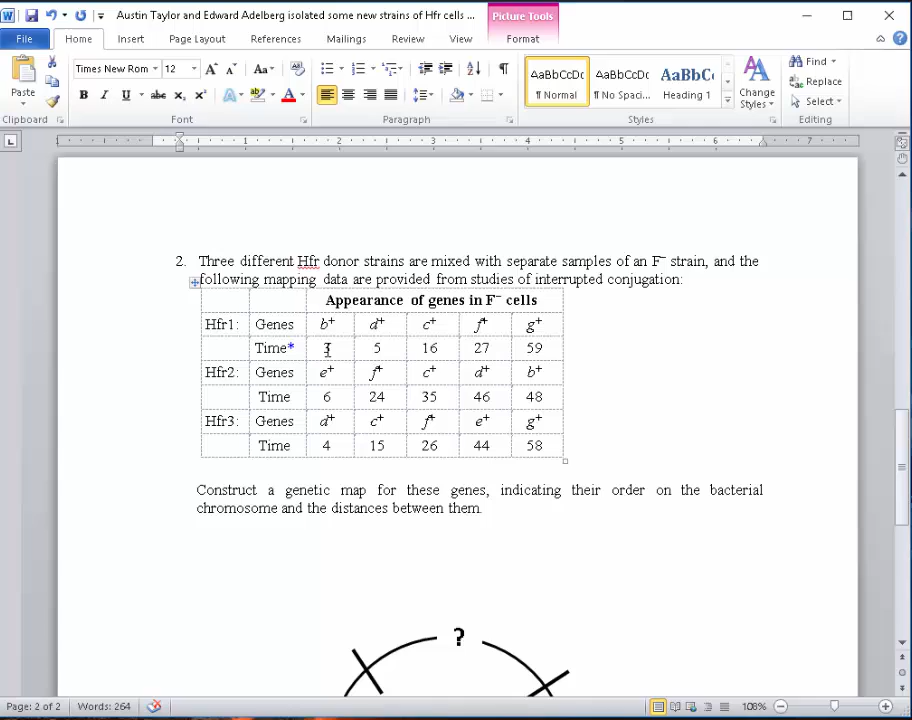 Austin Taylor and Edward Adelberg isolated some new strains of Hfr cells ...
Picture Tools
File Home Insert Page Layout References Mailings Review View Format
Paste
Times New Rom 12
AaBbCcDc AaBbCcDc AaBbC
¶ Normal ¶ No Spaci... Heading 1
Change Styles
Find
Replace
Select
Clipboard Font Paragraph Styles Editing
2. Three different Hfr donor strains are mixed with separate samples of an F⁻ strain, and the
following mapping data are provided from studies of interrupted conjugation:
Appearance of genes in F⁻ cells
Hfr1: Genes b⁺ d⁺ c⁺ f⁺ g⁺
Time* 3 5 16 27 59
Hfr2: Genes e⁺ f⁺ c⁺ d⁺ b⁺
Time 6 24 35 46 48
Hfr3: Genes d⁺ c⁺ f⁺ e⁺ g⁺
Time 4 15 26 44 58
Construct a genetic map for these genes, indicating their order on the bacterial
chromosome and the distances between them.
?
Page: 2 of 2 Words: 264 108%